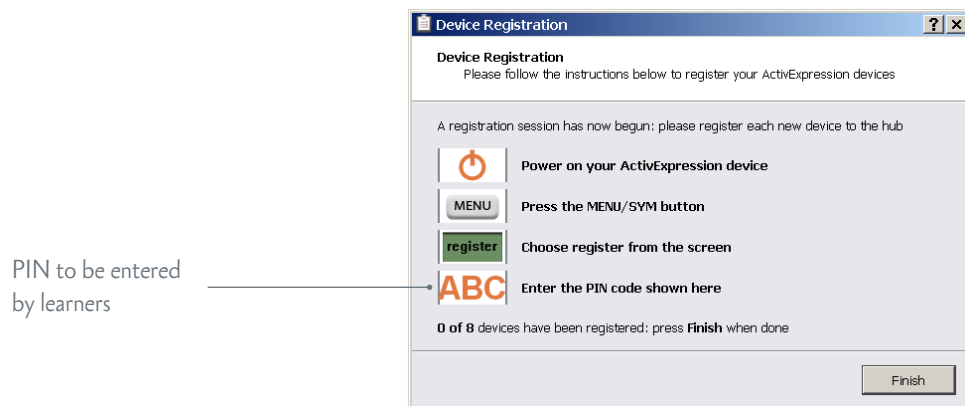 Device Registration
Device Registration
Please follow the instructions below to register your ActivExpression devices
A registration session has now begun: please register each new device to the hub
Power on your ActivExpression device
MENU Press the MENU/SYM button
register Choose register from the screen
PIN to be entered
by learners
ABC Enter the PIN code shown here
0 of 8 devices have been registered: press Finish when done
Finish